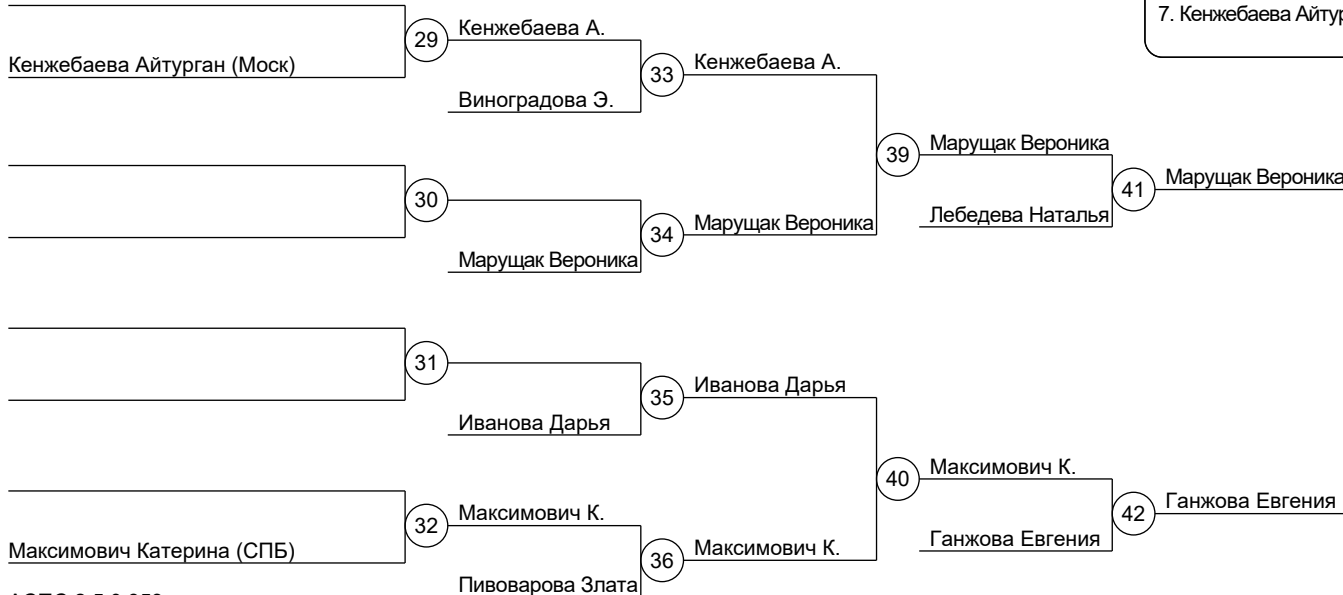 7. Кенжебаева Айтур
29
Кенжебаева А.
Кенжебаева Айтурган (Моск)
33
Кенжебаева А.
Виноградова Э.
39
Марущак Вероника
30
41
Марущак Вероника
34
Марущак Вероника
Лебедева Наталья
Марущак Вероника
31
35
Иванова Дарья
Иванова Дарья
40
Максимович К.
32
Максимович К.
42
Ганжова Евгения
Максимович Катерина (СПБ)
36
Максимович К.
Ганжова Евгения
Пивоварова Злата